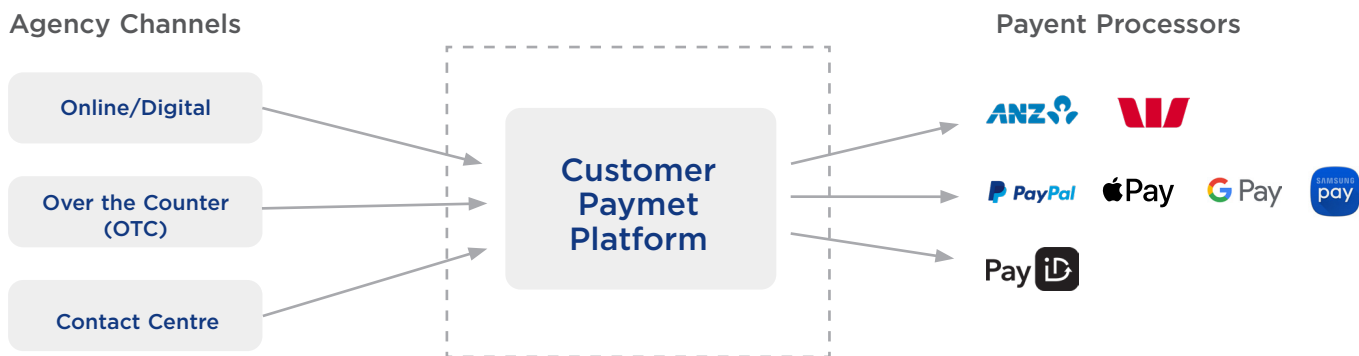 Agency Channels
Payent Processors
Online/Digital
Over the Counter
(OTC)
Contact Centre
Customer
Paymet
Platform
ANZ
PayPal
Pay
G Pay
SAMSUNG
pay
Pay iD